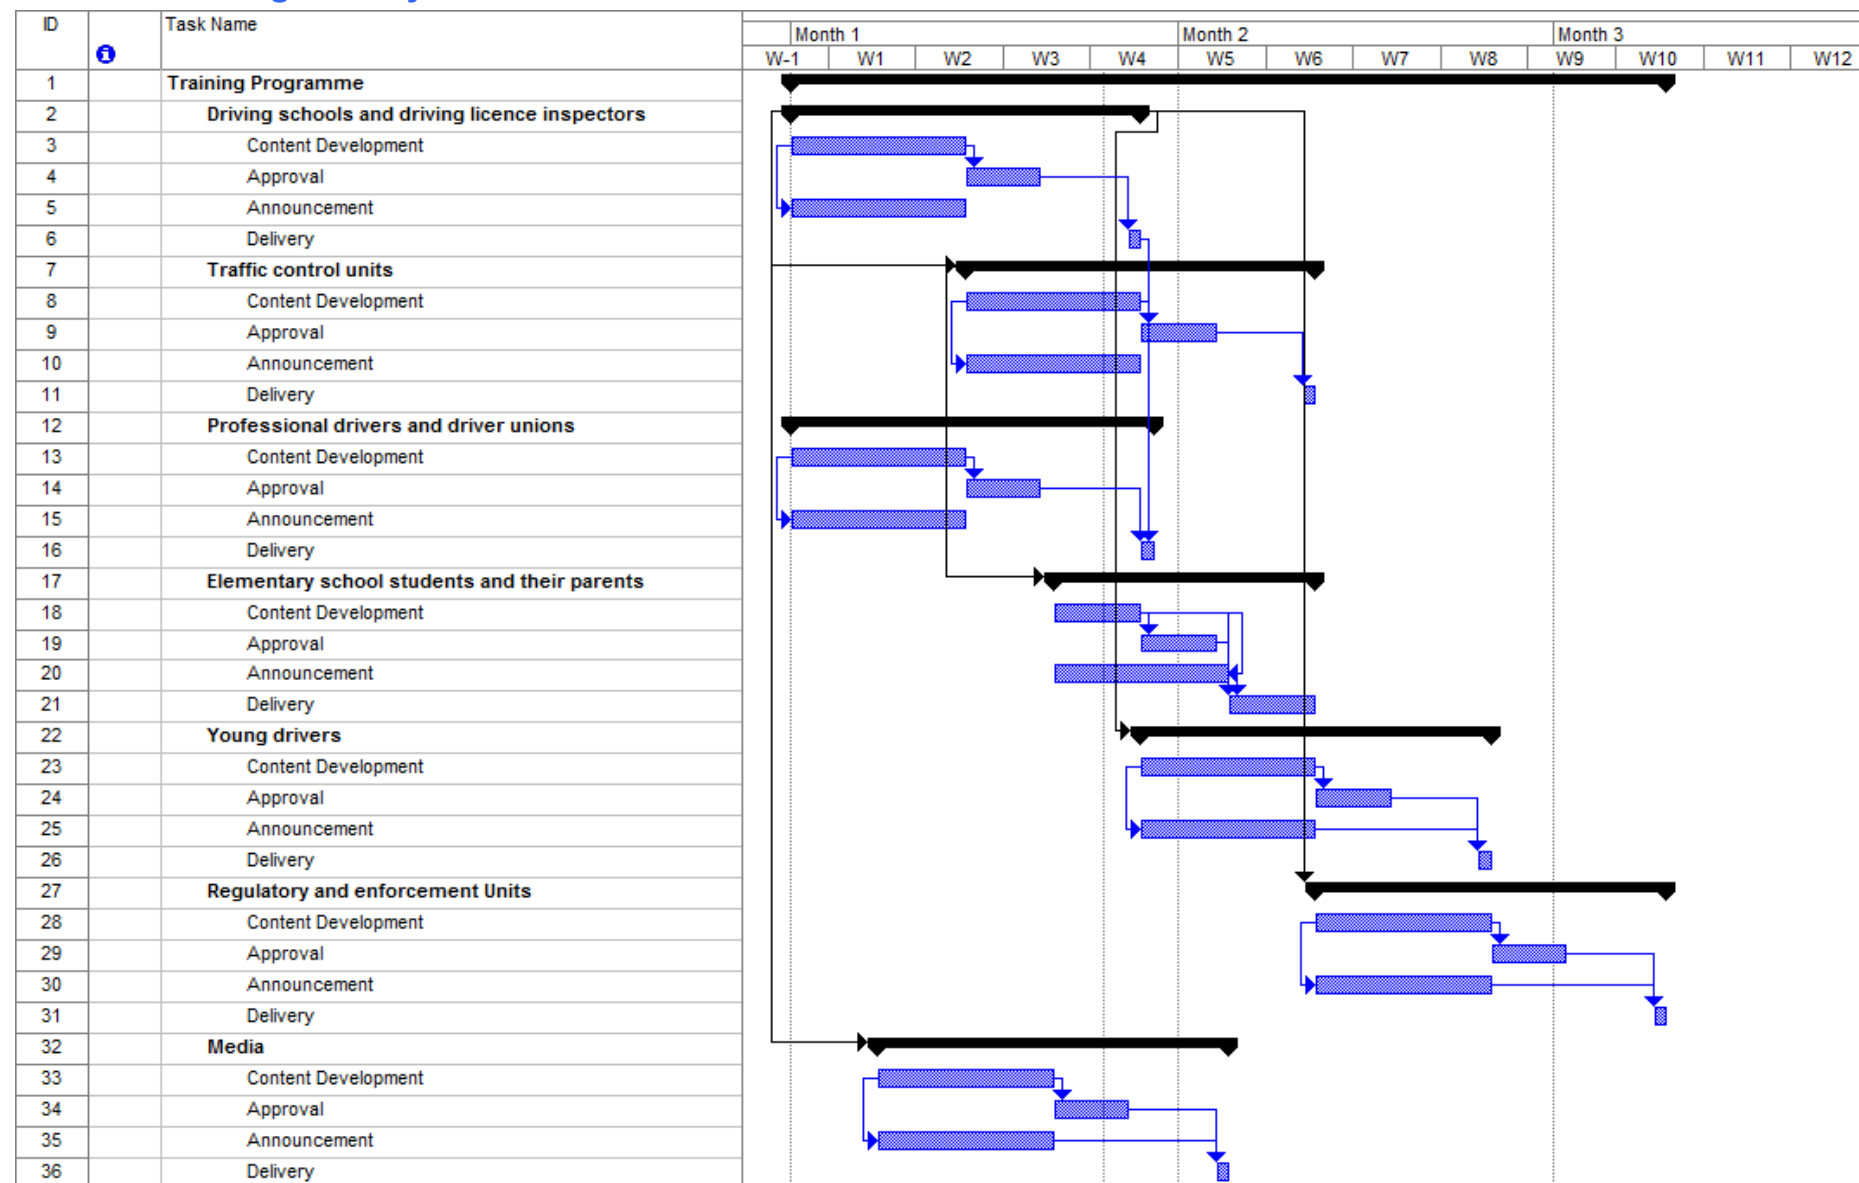 ID Task Name
Month 1 Month 2 Month 3
W-1 W1 W2 W3 W4 W5 W6 W7 W8 W9 W10 W11 W12
1 Training Programme
2 Driving schools and driving licence inspectors
3 Content Development
4 Approval
5 Announcement
6 Delivery
7 Traffic control units
8 Content Development
9 Approval
10 Announcement
11 Delivery
12 Professional drivers and driver unions
13 Content Development
14 Approval
15 Announcement
16 Delivery
17 Elementary school students and their parents
18 Content Development
19 Approval
20 Announcement
21 Delivery
22 Young drivers
23 Content Development
24 Approval
25 Announcement
26 Delivery
27 Regulatory and enforcement Units
28 Content Development
29 Approval
30 Announcement
31 Delivery
32 Media
33 Content Development
34 Approval
35 Announcement
36 Delivery